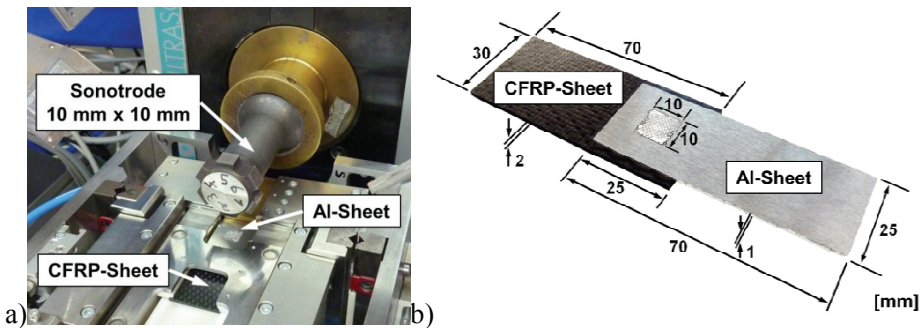 ITRASC
Sonotrode
10 mm x 10 mm
Al-Sheet
CFRP-Sheet
a)
30
70
CFRP-Sheet
10
10
2
25
Al-Sheet
1
70
25
[mm]
b)